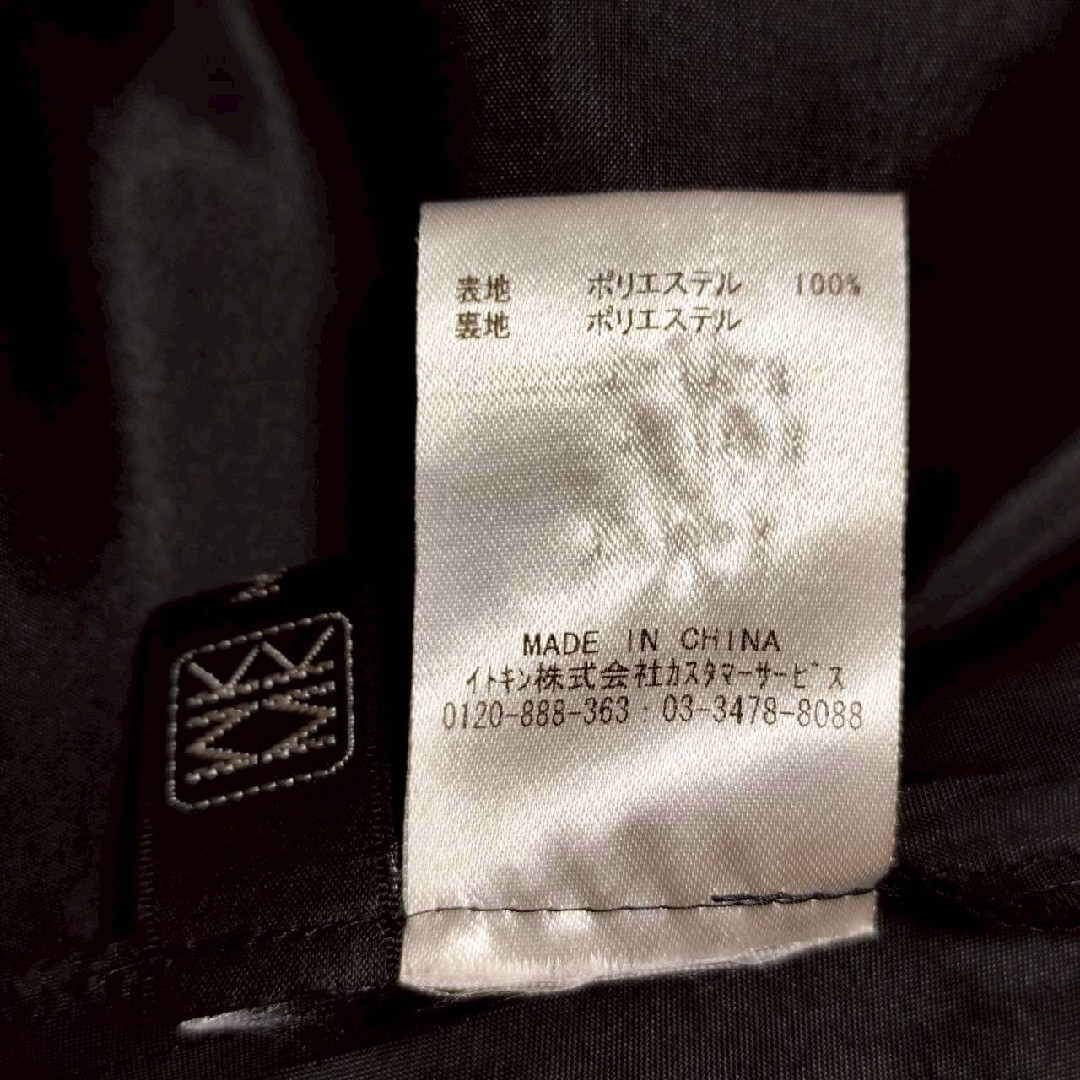 表地 ポリエステル 100%
裏地 ポリエステル
MADE IN CHINA
イトキン株式会社カスタマーサービス
0120-888-363 03-3478-8088